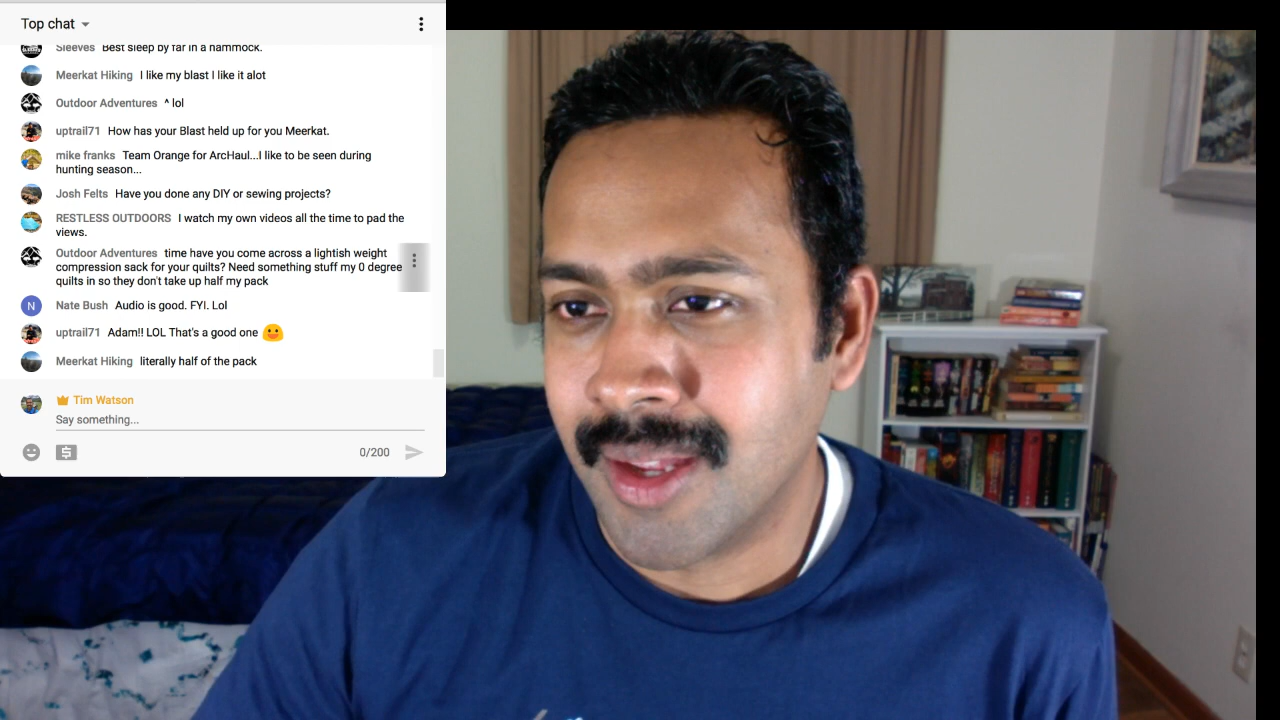 Top chat
Sleeves Best sleep by far in a hammock.
Meerkat Hiking I like my blast I like it alot
Outdoor Adventures ^ lol
uptrail71 How has your Blast held up for you Meerkat.
mike franks Team Orange for ArcHaul...I like to be seen during
hunting season...
Josh Felts Have you done any DIY or sewing projects?
RESTLESS OUTDOORS I watch my own videos all the time to pad the
views.
Outdoor Adventures time have you come across a lightish weight
compression sack for your quilts? Need something stuff my 0 degree
quilts in so they don't take up half my pack
N
Nate Bush Audio is good. FYI. Lol
uptrail71 Adam!! LOL That's a good one
Meerkat Hiking literally half of the pack
Tim Watson
Say something...
$
0/200